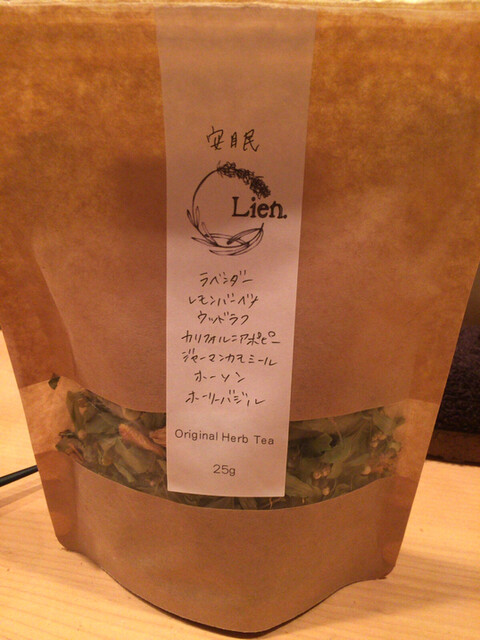 安眠
Lien.
ラベンダー
レモンバーベナ
ウッドラフ
カリフォルニアポピー
ジャーマンカモミール
ホーソン
ホーリーバジル
Original Herb Tea
25g